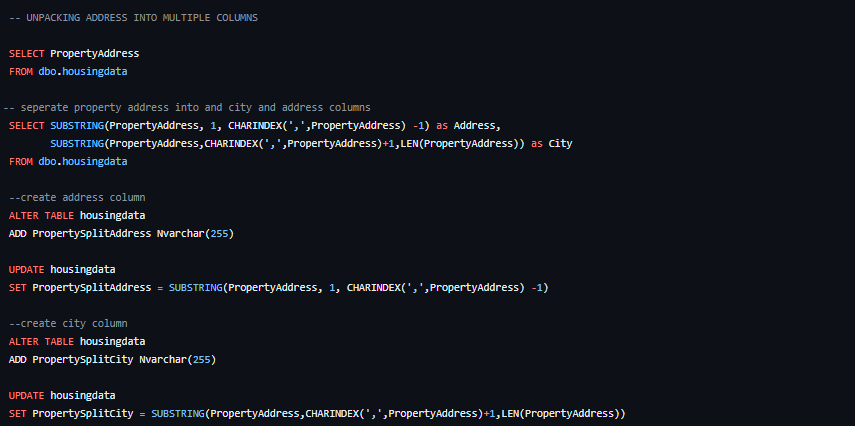 -- UNPACKING ADDRESS INTO MULTIPLE COLUMNS
SELECT PropertyAddress
FROM dbo.housingdata
-- seperate property address into and city and address columns
SELECT SUBSTRING(PropertyAddress, 1, CHARINDEX(',',PropertyAddress) -1) as Address,
SUBSTRING(PropertyAddress,CHARINDEX(',',PropertyAddress)+1,LEN(PropertyAddress)) as City
FROM dbo.housingdata
--create address column
ALTER TABLE housingdata
ADD PropertySplitAddress Nvarchar(255)
UPDATE housingdata
SET PropertySplitAddress = SUBSTRING(PropertyAddress, 1, CHARINDEX(',',PropertyAddress) -1)
--create city column
ALTER TABLE housingdata
ADD PropertySplitCity Nvarchar(255)
UPDATE housingdata
SET PropertySplitCity = SUBSTRING(PropertyAddress,CHARINDEX(',',PropertyAddress)+1,LEN(PropertyAddress))